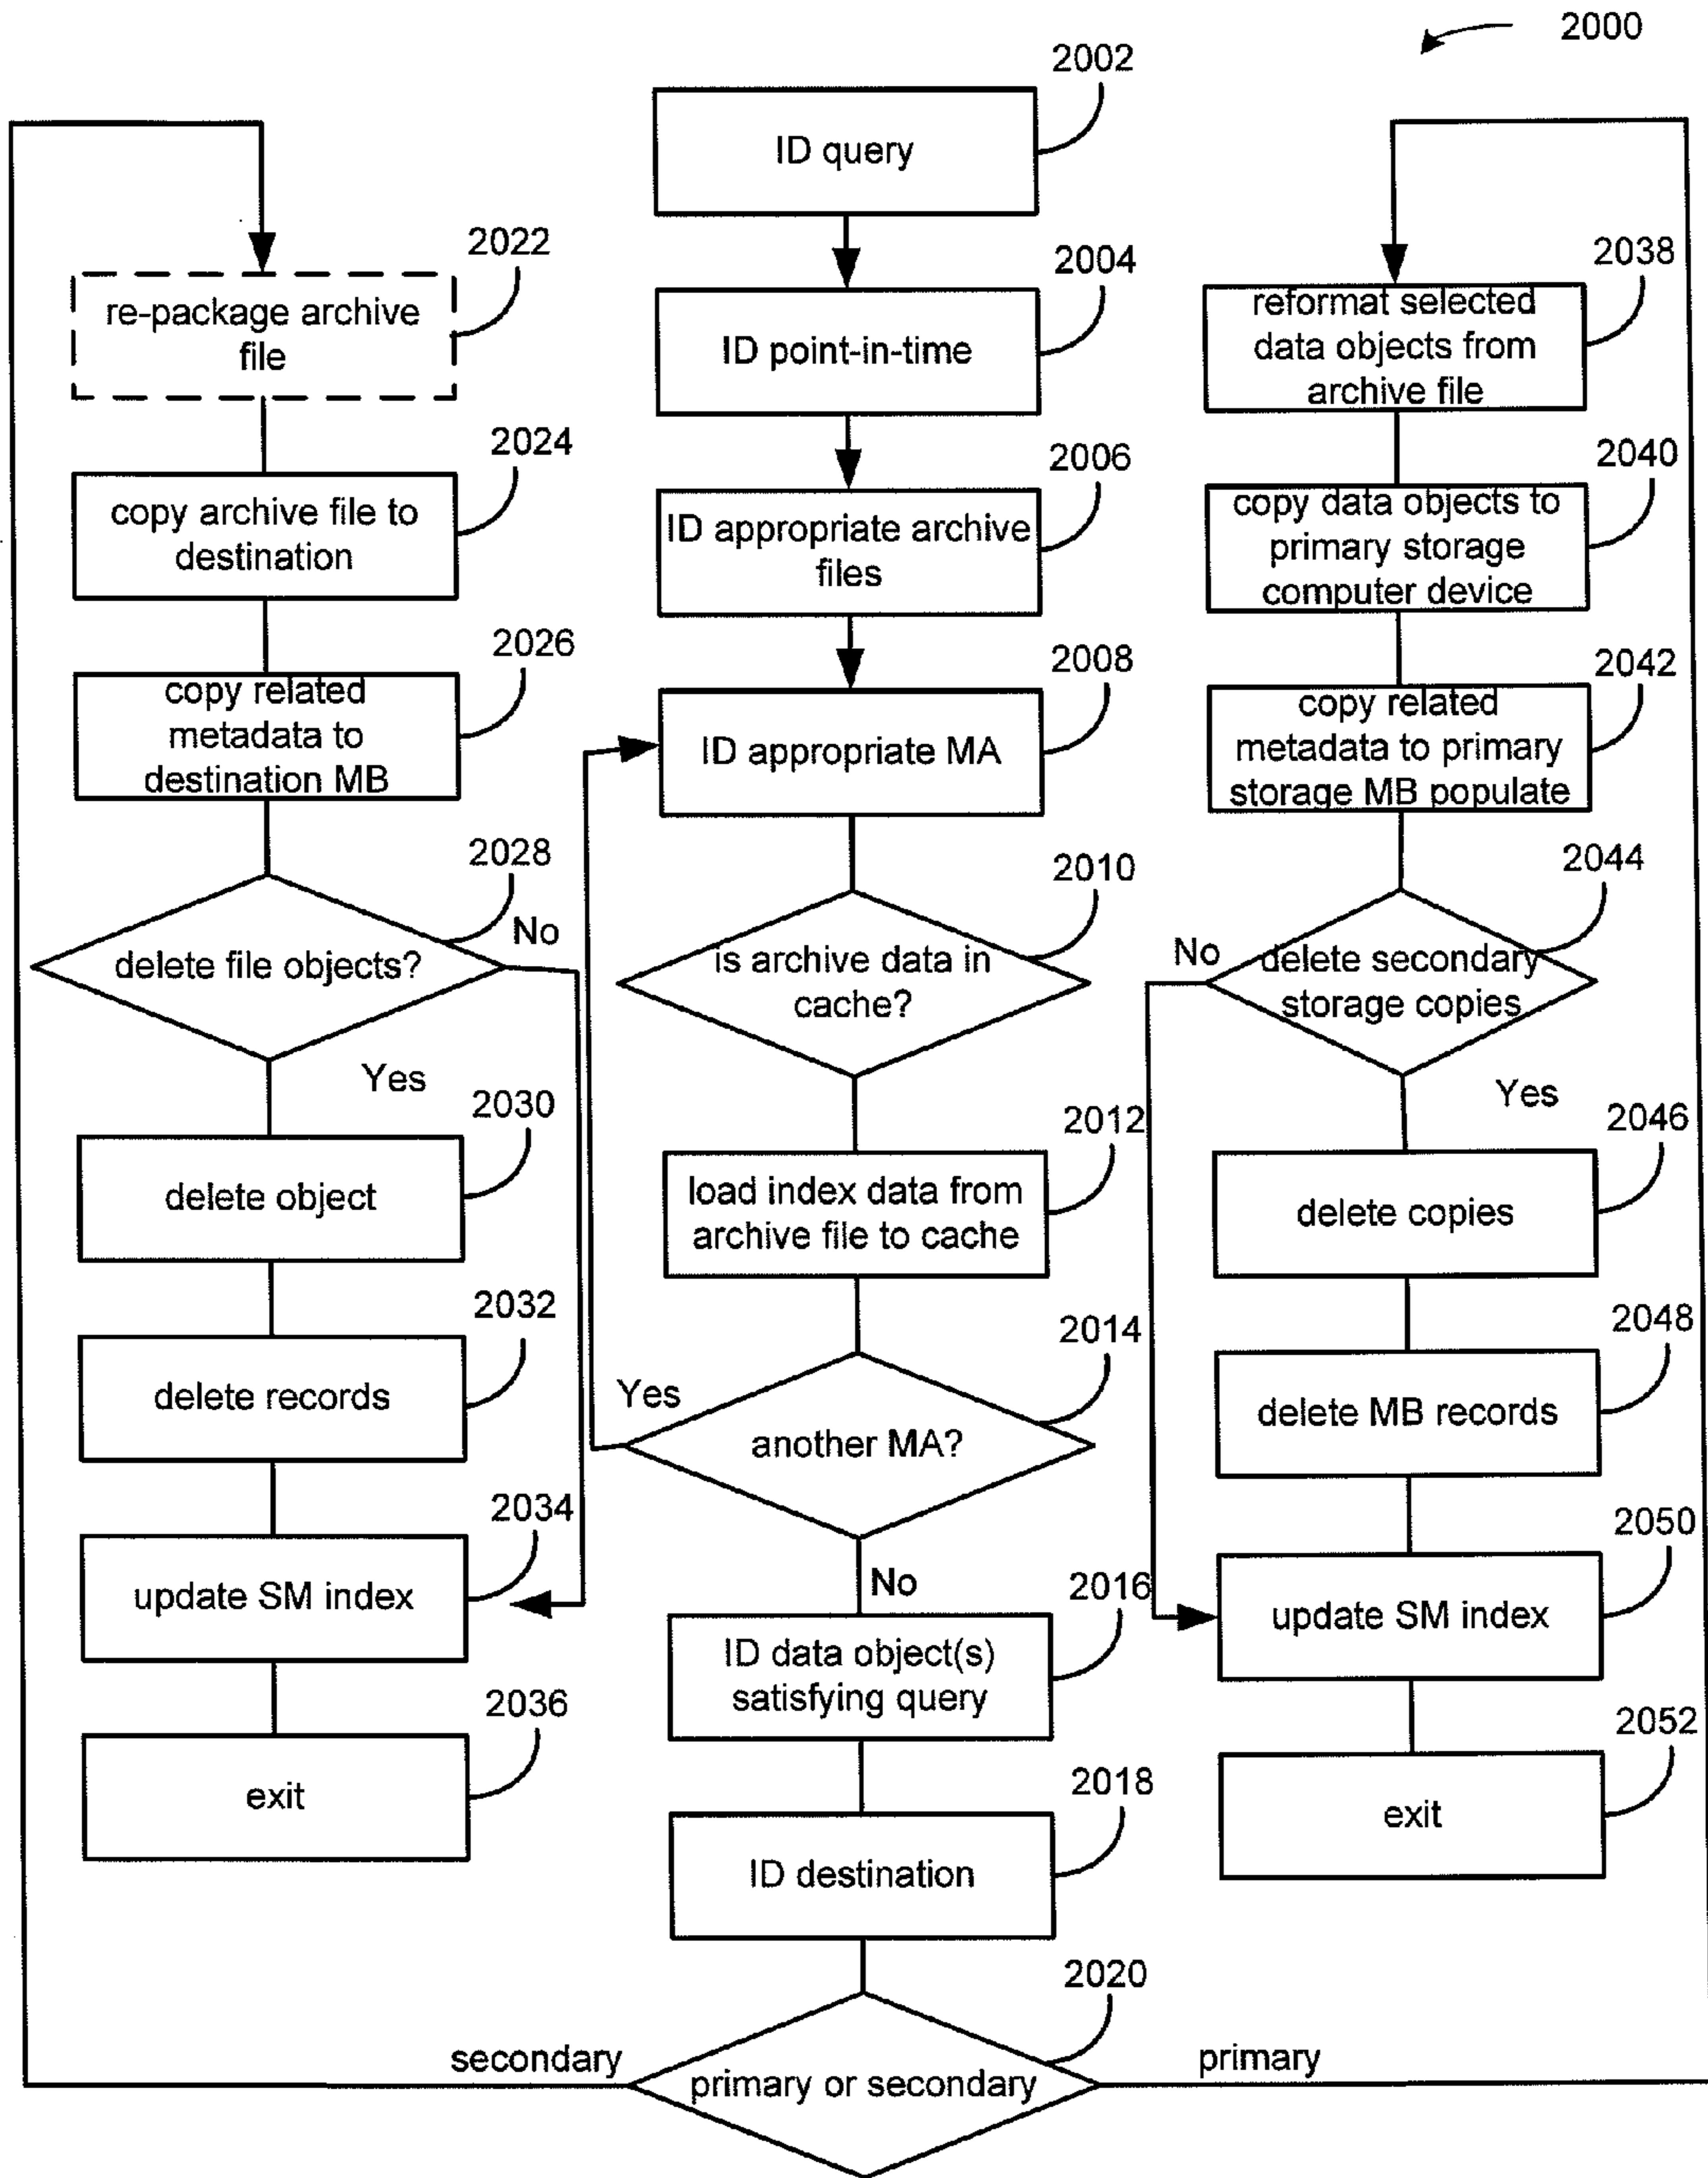 2000
2002
ID query
2004
ID point-in-time
2006
ID appropriate archive
files
2008
ID appropriate MA
2010
is archive data in
cache?
2012
load index data from
archive file to cache
2014
another MA?
Yes
No
2016
ID data object(s)
satisfying query
2018
ID destination
2020
primary or secondary
secondary
primary
2022
re-package archive
file
2024
copy archive file to
destination
2026
copy related
metadata to
destination MB
2028
delete file objects?
No
Yes
2030
delete object
2032
delete records
2034
update SM index
2036
exit
2038
reformat selected
data objects from
archive file
2040
copy data objects to
primary storage
computer device
2042
copy related
metadata to primary
storage MB populate
2044
delete secondary
storage copies
No
Yes
2046
delete copies
2048
delete MB records
2050
update SM index
2052
exit